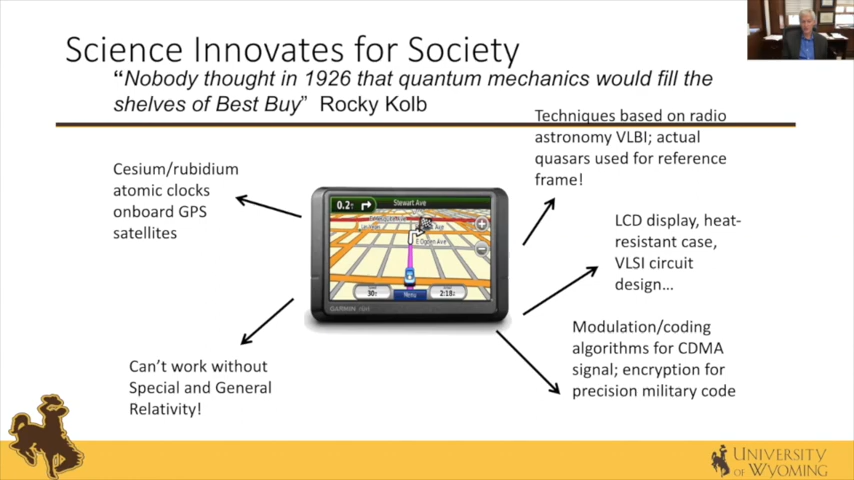 Science Innovates for Society
“Nobody thought in 1926 that quantum mechanics would fill the
shelves of Best Buy” Rocky Kolb
Cesium/rubidium
atomic clocks
onboard GPS
satellites
Techniques based on radio
astronomy VLBI; actual
quasars used for reference
frame!
LCD display, heat-
resistant case,
VLSI circuit
design...
Modulation/coding
algorithms for CDMA
signal; encryption for
precision military code
Can't work without
Special and General
Relativity!
0.2
Stewart Ave
E Ogden Ave
30
Menu
2:18
GARMIN
UNIVERSITY
OF WYOMING